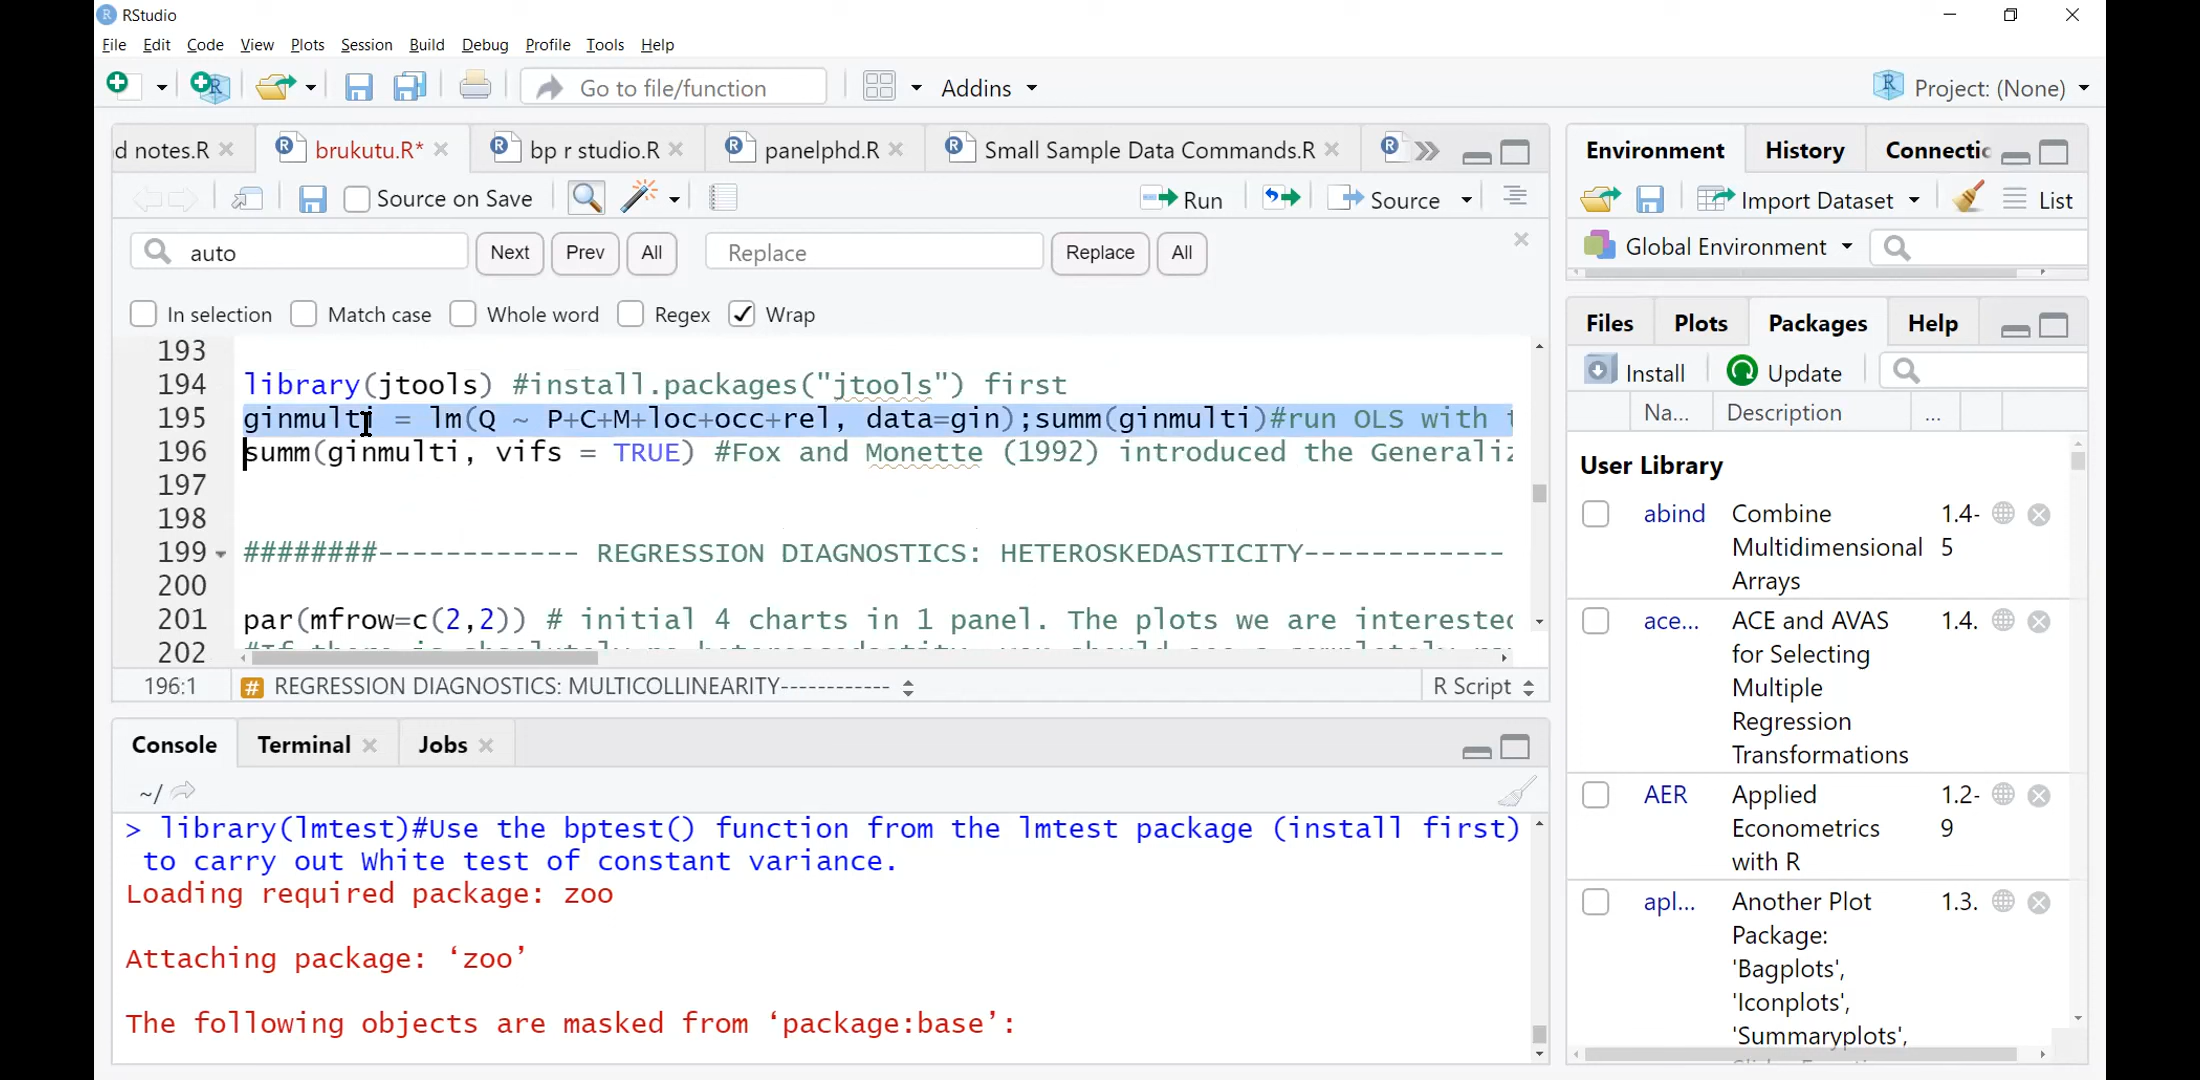 RStudio
File Edit Code View Plots Session Build Debug Profile Tools Help
Go to file/function Addins Project: (None)
d notes.R brukutu.R* bp r studio.R panelphd.R Small Sample Data Commands.R
Source on Save Run Source
auto Next Prev All Replace Replace All
In selection Match case Whole word Regex Wrap
193
194 library(jtools) #install.packages("jtools") first
195 ginmulti = lm(Q ~ P+C+M+loc+occ+rel, data=gin);summ(ginmulti)#run OLS with
196 summ(ginmulti, vifs = TRUE) #Fox and Monette (1992) introduced the Generaliz
197
198
199 ########------------ REGRESSION DIAGNOSTICS: HETEROSKEDASTICITY------------
200
201 par(mfrow=c(2,2)) # initial 4 charts in 1 panel. The plots we are interested
202
196:1 # REGRESSION DIAGNOSTICS: MULTICOLLINEARITY------------ R Script
Console Terminal Jobs
~/
> library(lmtest)#Use the bptest() function from the lmtest package (install first)
to carry out White test of constant variance.
Loading required package: zoo
Attaching package: ‘zoo’
The following objects are masked from ‘package:base’:
Environment History Connectic
Import Dataset List
Global Environment
Files Plots Packages Help
Install Update
Na... Description ...
User Library
abind Combine 1.4-
Multidimensional 5
Arrays
ace... ACE and AVAS 1.4.
for Selecting
Multiple
Regression
Transformations
AER Applied 1.2-
Econometrics 9
with R
apl... Another Plot 1.3.
Package:
'Bagplots',
'Iconplots',
'Summaryplots',